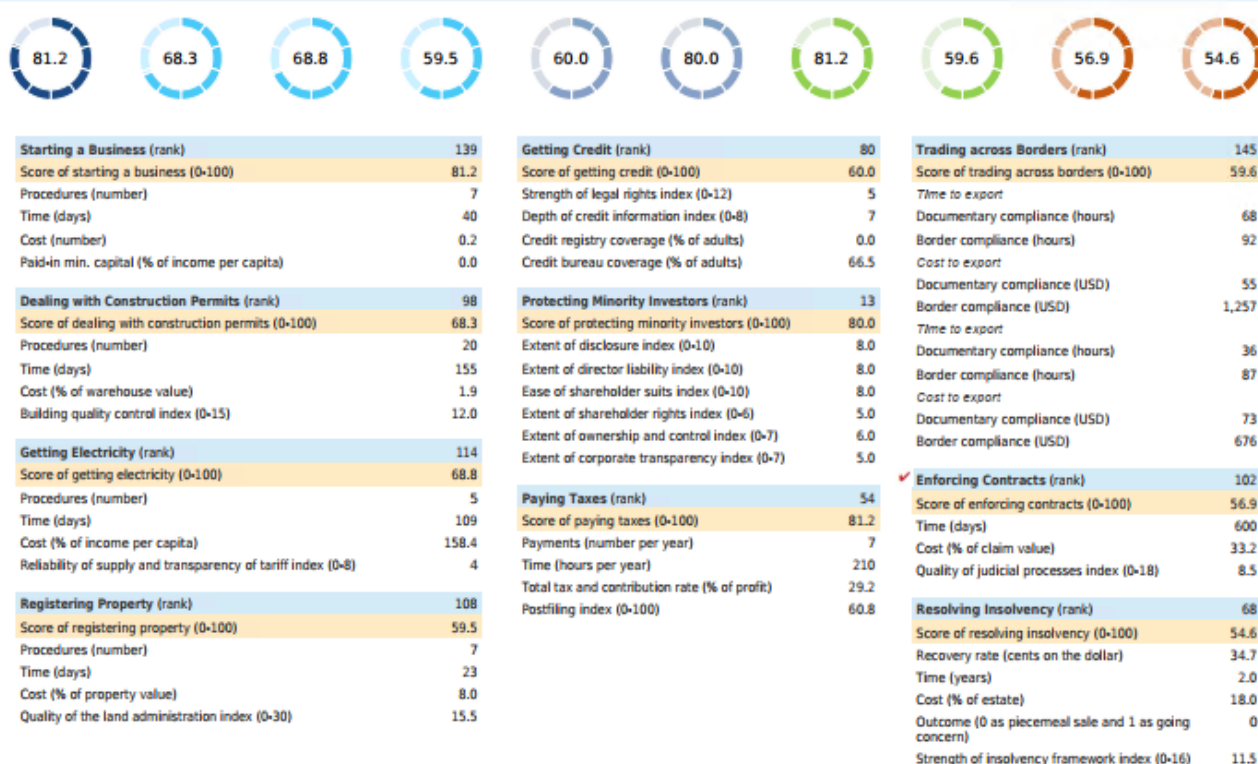 81.2 68.3 68.8 59.5 60.0 80.0 81.2 59.6 56.9 54.6
Starting a Business (rank) 139
Score of starting a business (0-100) 81.2
Procedures (number) 7
Time (days) 40
Cost (number) 0.2
Paid-in min. capital (% of income per capita) 0.0
Dealing with Construction Permits (rank) 98
Score of dealing with construction permits (0-100) 68.3
Procedures (number) 20
Time (days) 155
Cost (% of warehouse value) 1.9
Building quality control index (0-15) 12.0
Getting Electricity (rank) 114
Score of getting electricity (0-100) 68.8
Procedures (number) 5
Time (days) 109
Cost (% of income per capita) 158.4
Reliability of supply and transparency of tariff index (0-8) 4
Registering Property (rank) 108
Score of registering property (0-100) 59.5
Procedures (number) 7
Time (days) 23
Cost (% of property value) 8.0
Quality of the land administration index (0-30) 15.5
Getting Credit (rank) 80
Score of getting credit (0-100) 60.0
Strength of legal rights index (0-12) 5
Depth of credit information index (0-8) 7
Credit registry coverage (% of adults) 0.0
Credit bureau coverage (% of adults) 66.5
Protecting Minority Investors (rank) 13
Score of protecting minority investors (0-100) 80.0
Extent of disclosure index (0-10) 8.0
Extent of director liability index (0-10) 8.0
Ease of shareholder suits index (0-10) 8.0
Extent of shareholder rights index (0-6) 5.0
Extent of ownership and control index (0-7) 6.0
Extent of corporate transparency index (0-7) 5.0
Paying Taxes (rank) 54
Score of paying taxes (0-100) 81.2
Payments (number per year) 7
Time (hours per year) 210
Total tax and contribution rate (% of profit) 29.2
Postfiling index (0-100) 60.8
Trading across Borders (rank) 145
Score of trading across borders (0-100) 59.6
Time to export
Documentary compliance (hours) 68
Border compliance (hours) 92
Cost to export
Documentary compliance (USD) 55
Border compliance (USD) 1,257
Time to export
Documentary compliance (hours) 36
Border compliance (hours) 87
Cost to export
Documentary compliance (USD) 73
Border compliance (USD) 676
Enforcing Contracts (rank) 102
Score of enforcing contracts (0-100) 56.9
Time (days) 600
Cost (% of claim value) 33.2
Quality of judicial processes index (0-18) 8.5
Resolving Insolvency (rank) 68
Score of resolving insolvency (0-100) 54.6
Recovery rate (cents on the dollar) 34.7
Time (years) 2.0
Cost (% of estate) 18.0
Outcome (0 as piecemeal sale and 1 as going 0
concern)
Strength of insolvency framework index (0-16) 11.5